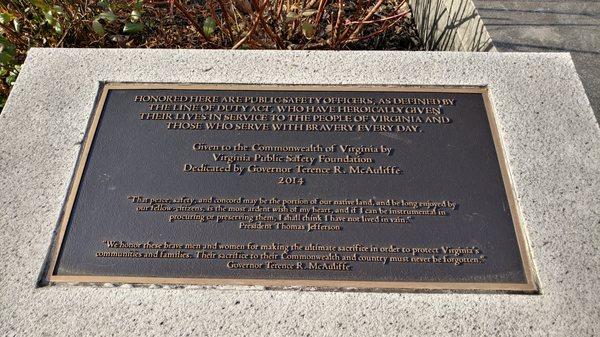 HONORED HERE ARE PUBLIC SAFETY OFFICERS, AS DEFINED BY
THE LINE OF DUTY ACT, WHO HAVE HEROICALLY GIVEN
THEIR LIVES IN SERVICE TO THE PEOPLE OF VIRGINIA AND
THOSE WHO SERVE WITH BRAVERY EVERY DAY.
Given to the Commonwealth of Virginia by
Virginia Public Safety Foundation
Dedicated by Governor Terence R. McAuliffe
2014
"That peace, safety, and concord may be the portion of our native land, and be long enjoyed by
our fellow-citizens, is the most ardent wish of my heart, and if I can be instrumental in
procuring or preserving them, I shall think I have not lived in vain."
President Thomas Jefferson
"We honor these brave men and women for making the ultimate sacrifice in order to protect Virginia's
communities and families. Their sacrifice to their Commonwealth and country must never be forgotten."
Governor Terence R. McAuliffe